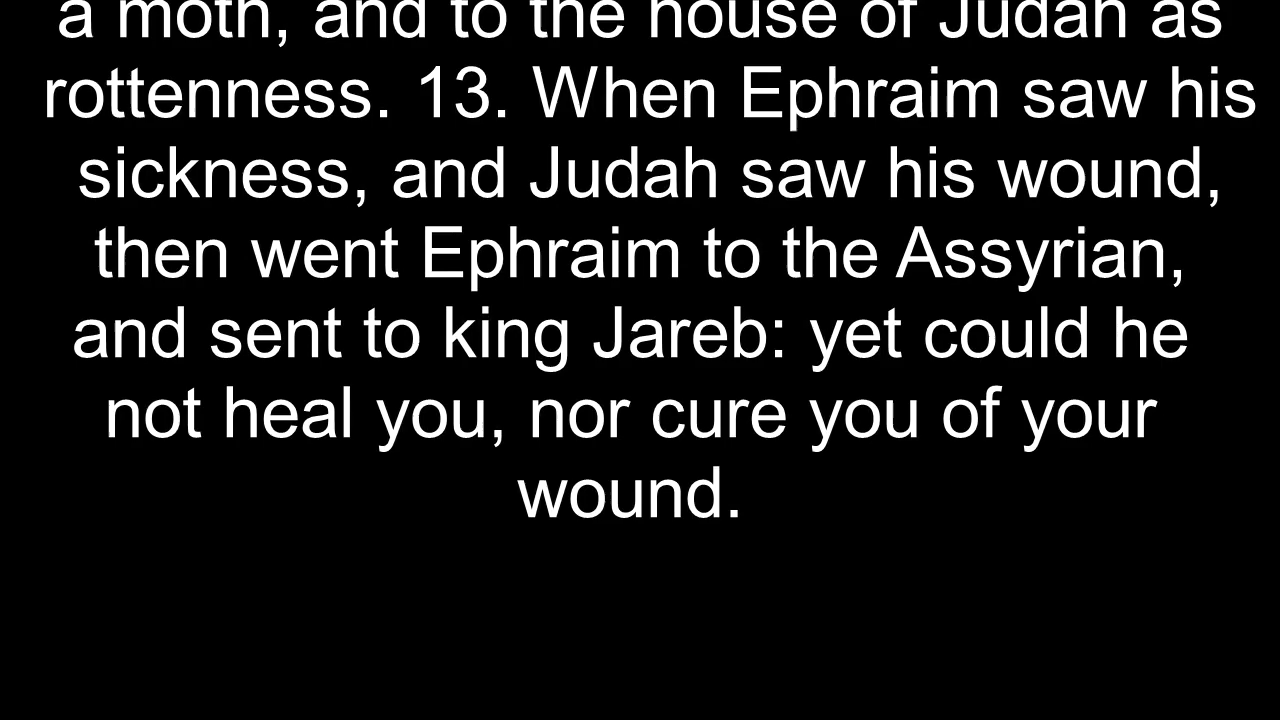 a moth, and to the house of Judah as
rottenness. 13. When Ephraim saw his
sickness, and Judah saw his wound,
then went Ephraim to the Assyrian,
and sent to king Jareb: yet could he
not heal you, nor cure you of your
wound.